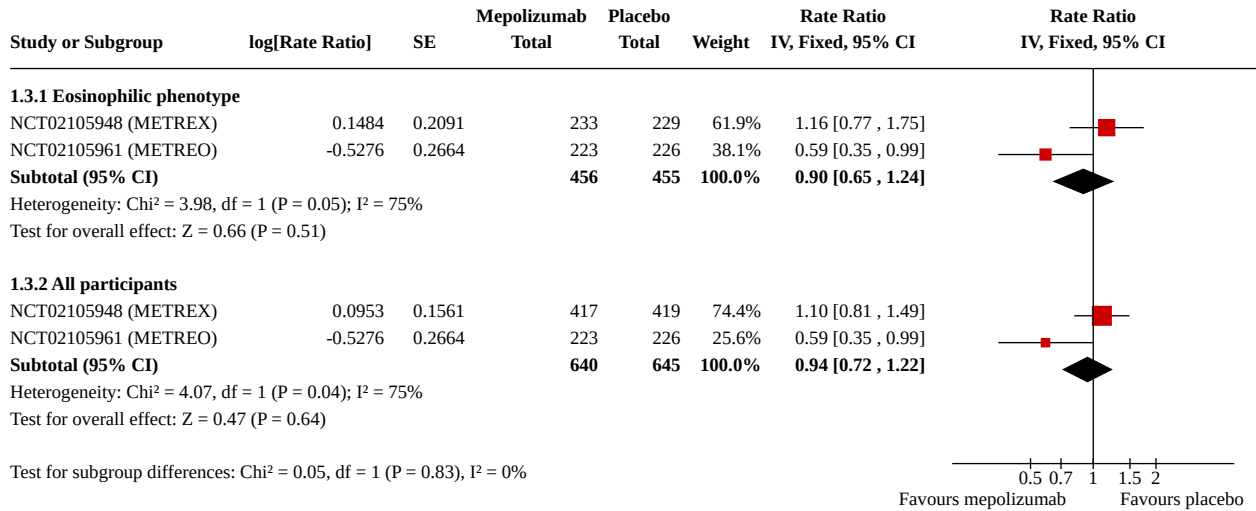 Mepolizumab Placebo Rate Ratio Rate Ratio
Study or Subgroup log[Rate Ratio] SE Total Total Weight IV, Fixed, 95% CI IV, Fixed, 95% CI
1.3.1 Eosinophilic phenotype
NCT02105948 (METREX) 0.1484 0.2091 233 229 61.9% 1.16 [0.77 , 1.75]
NCT02105961 (METREO) -0.5276 0.2664 223 226 38.1% 0.59 [0.35 , 0.99]
Subtotal (95% CI) 456 455 100.0% 0.90 [0.65 , 1.24]
Heterogeneity: Chi² = 3.98, df = 1 (P = 0.05); I² = 75%
Test for overall effect: Z = 0.66 (P = 0.51)
1.3.2 All participants
NCT02105948 (METREX) 0.0953 0.1561 417 419 74.4% 1.10 [0.81 , 1.49]
NCT02105961 (METREO) -0.5276 0.2664 223 226 25.6% 0.59 [0.35 , 0.99]
Subtotal (95% CI) 640 645 100.0% 0.94 [0.72 , 1.22]
Heterogeneity: Chi² = 4.07, df = 1 (P = 0.04); I² = 75%
Test for overall effect: Z = 0.47 (P = 0.64)
Test for subgroup differences: Chi² = 0.05, df = 1 (P = 0.83), I² = 0%
0.5 0.7 1 1.5 2
Favours mepolizumab Favours placebo